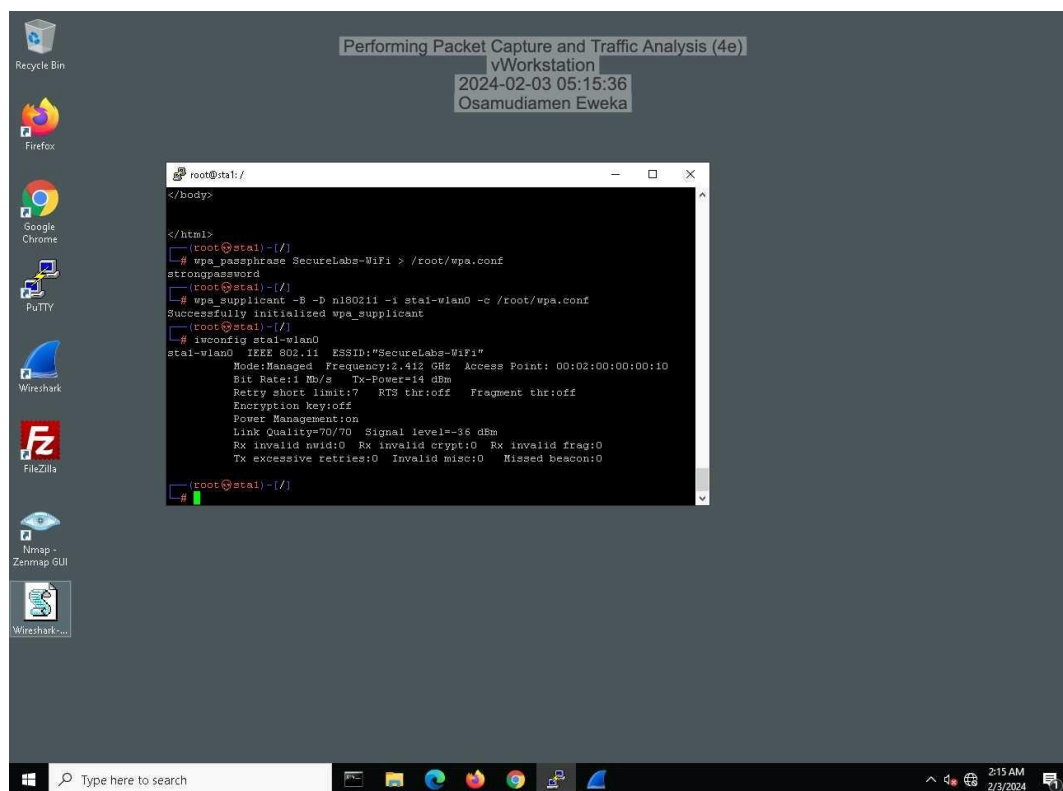 Performing Packet Capture and Traffic Analysis (4e)
vWorkstation
2024-02-03 05:15:36
Osamudiamen Eweka
Recycle Bin
Firefox
Google
Chrome
PuTTY
Wireshark
FileZilla
Nmap -
Zenmap GUI
Wireshark-...
root@sta1: /
</body>
</html>
(root㉿sta1)-[/]
# wpa_passphrase SecureLabs-WiFi > /root/wpa.conf
strongpassword
(root㉿sta1)-[/]
# wpa_supplicant -B -D nl80211 -i sta1-wlan0 -c /root/wpa.conf
Successfully initialized wpa_supplicant
(root㉿sta1)-[/]
# iwconfig sta1-wlan0
sta1-wlan0 IEEE 802.11 ESSID:"SecureLabs-WiFi"
Mode:Managed Frequency:2.412 GHz Access Point: 00:02:00:00:00:10
Bit Rate:1 Mb/s Tx-Power=14 dBm
Retry short limit:7 RTS thr:off Fragment thr:off
Encryption key:off
Power Management:on
Link Quality=70/70 Signal level=-36 dBm
Rx invalid nwid:0 Rx invalid crypt:0 Rx invalid frag:0
Tx excessive retries:0 Invalid misc:0 Missed beacon:0
(root㉿sta1)-[/]
#
Type here to search
2:15 AM
2/3/2024